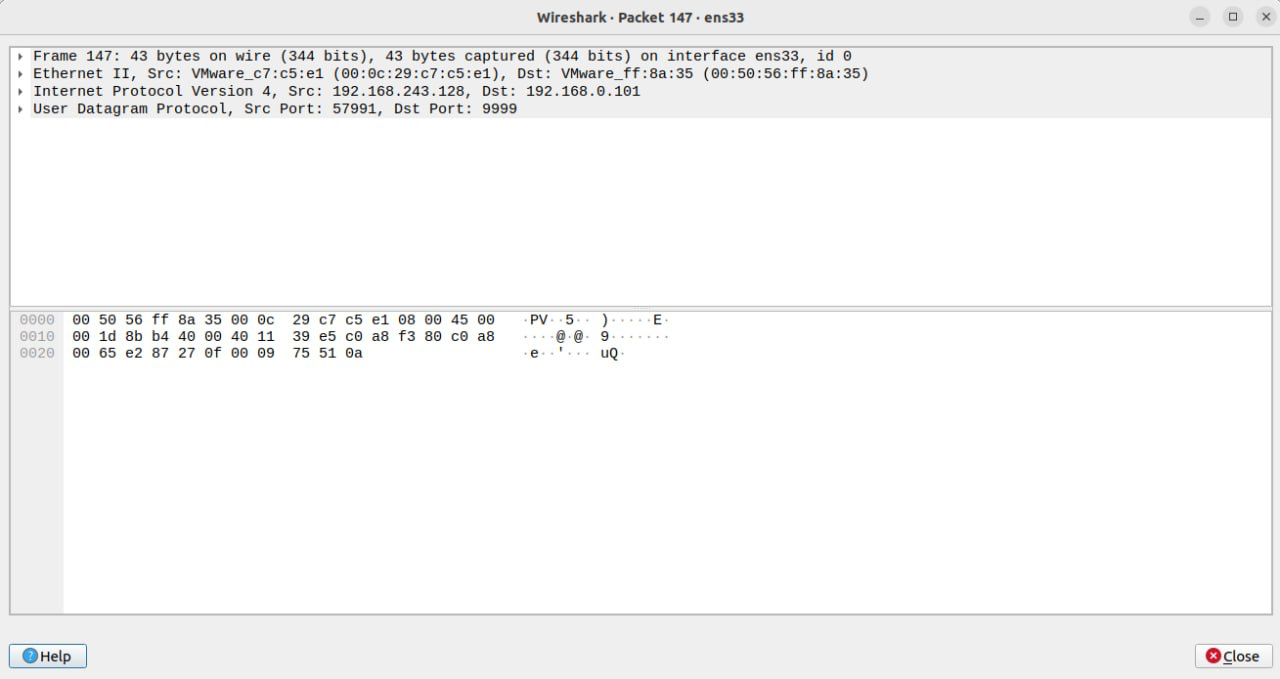 Wireshark · Packet 147 · ens33
Frame 147: 43 bytes on wire (344 bits), 43 bytes captured (344 bits) on interface ens33, id 0
Ethernet II, Src: VMware_c7:c5:e1 (00:0c:29:c7:c5:e1), Dst: VMware_ff:8a:35 (00:50:56:ff:8a:35)
Internet Protocol Version 4, Src: 192.168.243.128, Dst: 192.168.0.101
User Datagram Protocol, Src Port: 57991, Dst Port: 9999
0000 00 50 56 ff 8a 35 00 0c 29 c7 c5 e1 08 00 45 00 ·PV··5·· )·····E·
0010 00 1d 8b b4 40 00 40 11 39 e5 c0 a8 f3 80 c0 a8 ····@·@· 9·······
0020 00 65 e2 87 27 0f 00 09 75 51 0a ·e··'··· uQ·
Help
Close